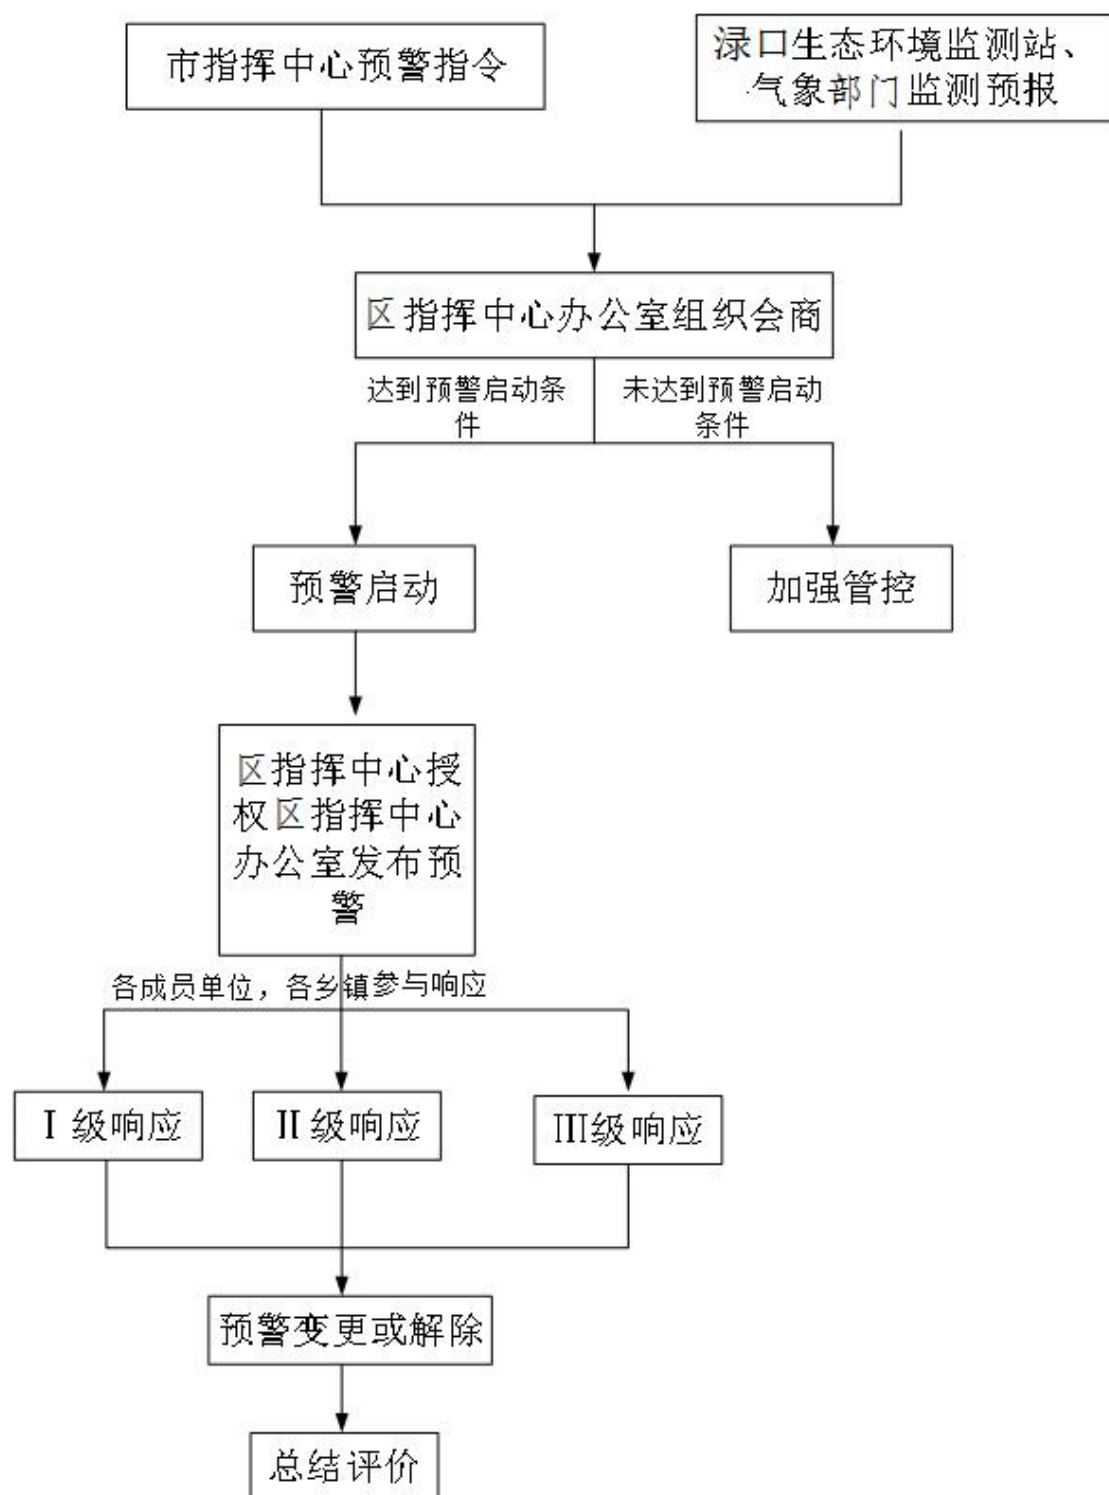 市指挥中心预警指令
渌口生态环境监测站、
气象部门监测预报
区指挥中心办公室组织会商
达到预警启动条
件
未达到预警启动
条件
预警启动
加强管控
区指挥中心授
权区指挥中心
办公室发布预
警
各成员单位，各乡镇参与响应
Ⅰ级响应
Ⅱ级响应
Ⅲ级响应
预警变更或解除
总结评价